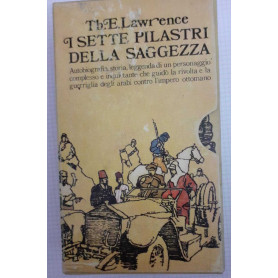 Th.E.Lawrence
I SETTE PILASTRI
DELLA SAGGEZZA
Autobiografia, storia, leggenda di un personaggio
complesso e inquietante che guidò la rivolta e la
guerriglia degli arabi contro l'impero ottomano